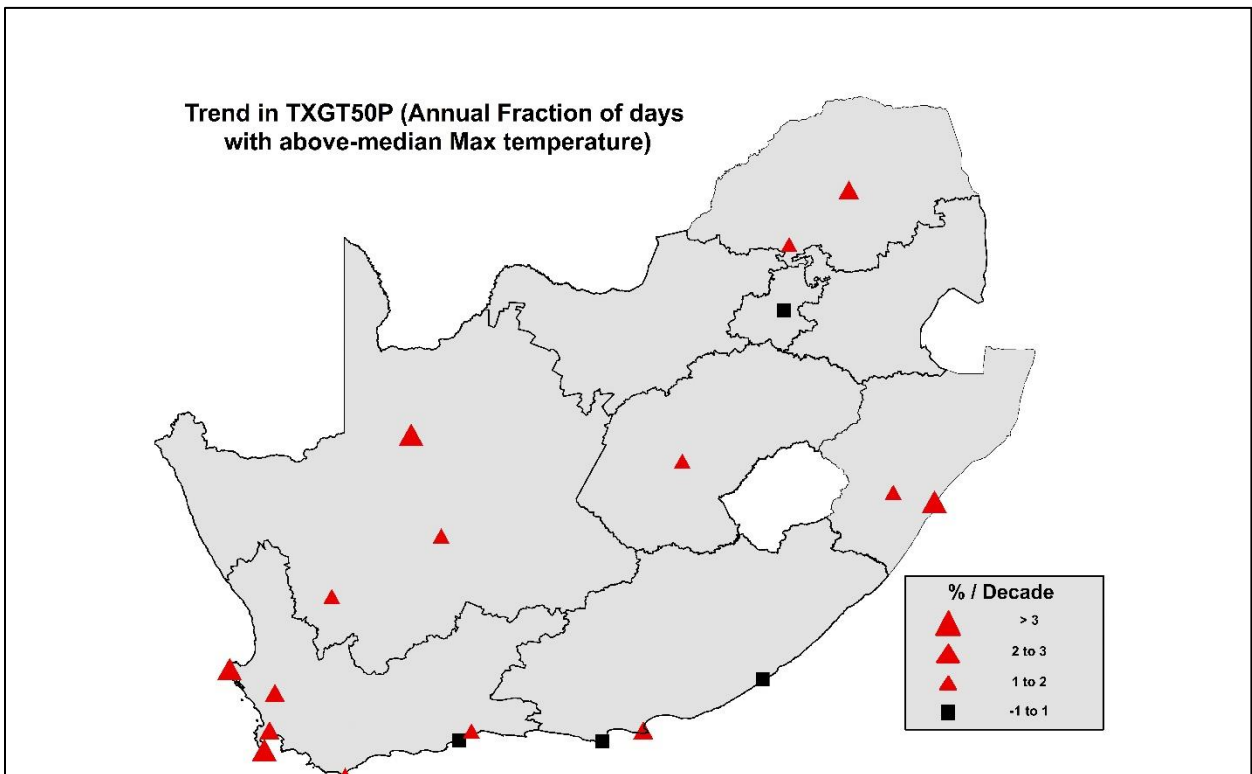 Trend in TXGT50P (Annual Fraction of days
with above-median Max temperature)
% / Decade
> 3
2 to 3
1 to 2
-1 to 1